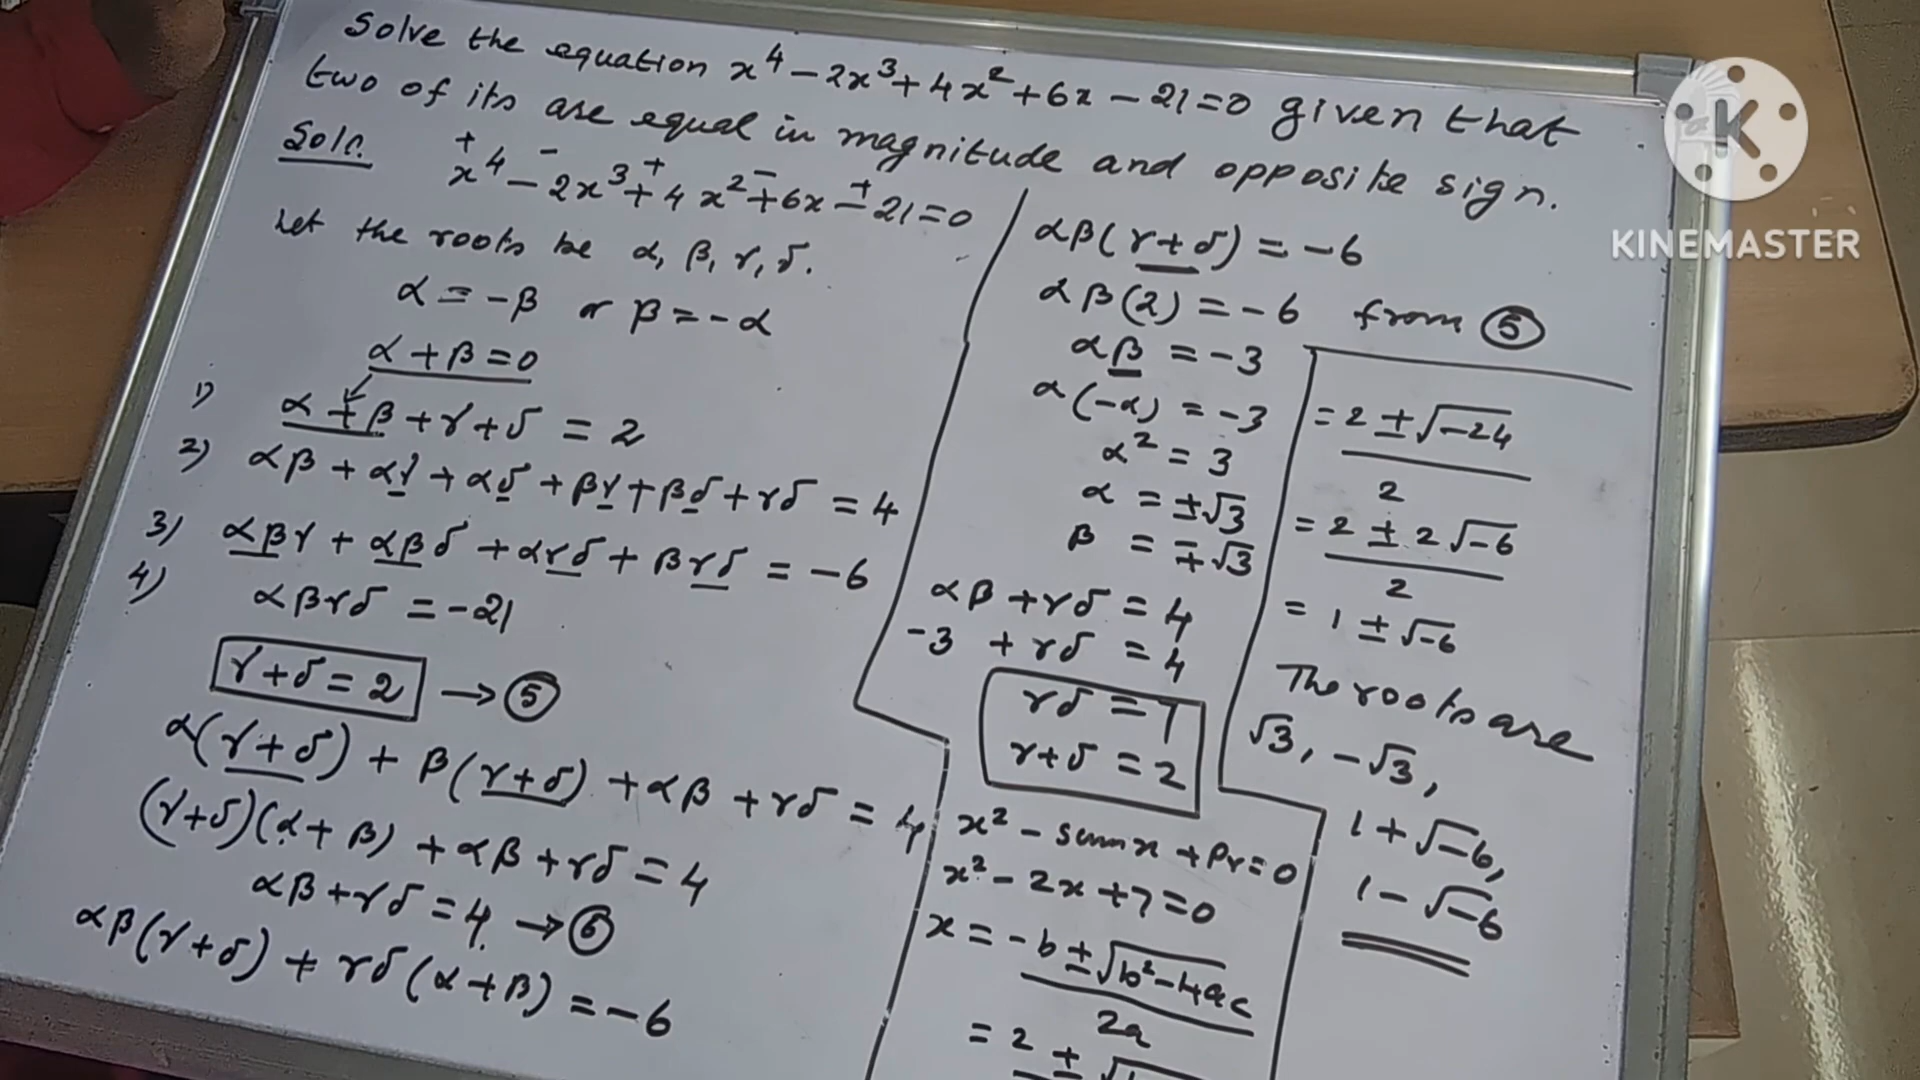 Solve the equation x⁴ - 2x³ + 4x² + 6x - 21 = 0 given that
two of its are equal in magnitude and opposite sign.
Soln.
+ - + - +
x⁴ - 2x³ + 4x² + 6x - 21 = 0
Let the roots be α, β, γ, δ.
α = -β or β = -α
α + β = 0
1) α + β + γ + δ = 2
2) αβ + αγ + αδ + βγ + βδ + γδ = 4
3) αβγ + αβδ + αγδ + βγδ = -6
4) αβγδ = -21
γ + δ = 2 → ⑤
α(γ + δ) + β(γ + δ) + αβ + γδ = 4
(γ + δ)(α + β) + αβ + γδ = 4
αβ + γδ = 4 → ⑥
αβ(γ + δ) + γδ(α + β) = -6
αβ(γ + δ) = -6
αβ(2) = -6 from ⑤
αβ = -3
α(-α) = -3
α² = 3
α = ±√3
β = ∓√3
αβ + γδ = 4
-3 + γδ = 4
γδ = 7
γ + δ = 2
x² - sum x + Pr = 0
x² - 2x + 7 = 0
x = -b ± √b² - 4ac
2a
= 2 ± √
= 2 ± √-24
2
= 2 ± 2√-6
2
= 1 ± √-6
The roots are
√3, -√3,
1 + √-6,
1 - √-6
K
KINEMASTER